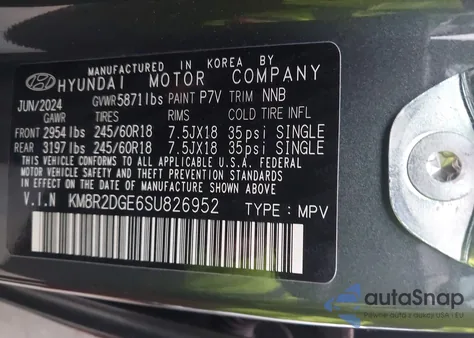 MANUFACTURED IN KOREA BY
HYUNDAI MOTOR COMPANY
JUN/2024 GVWR5871lbs PAINT P7V TRIM NNB
GAWR TIRES RIMS COLD TIRE INFL
FRONT 2954 lbs 245/60R18 7.5JX18 35psi SINGLE
REAR 3197 lbs 245/60R18 7.5JX18 35psi SINGLE
THIS VEHICLE CONFORMS TO ALL APPLICABLE U.S.A. FEDERAL
MOTOR VEHICLE SAFETY AND THEFT PREVENTION STANDARDS
IN EFFECT ON THE DATE OF MANUFACTURE SHOWN ABOVE
V.I.N KM8R2DGE6SU826952 TYPE : MPV
autoSnap